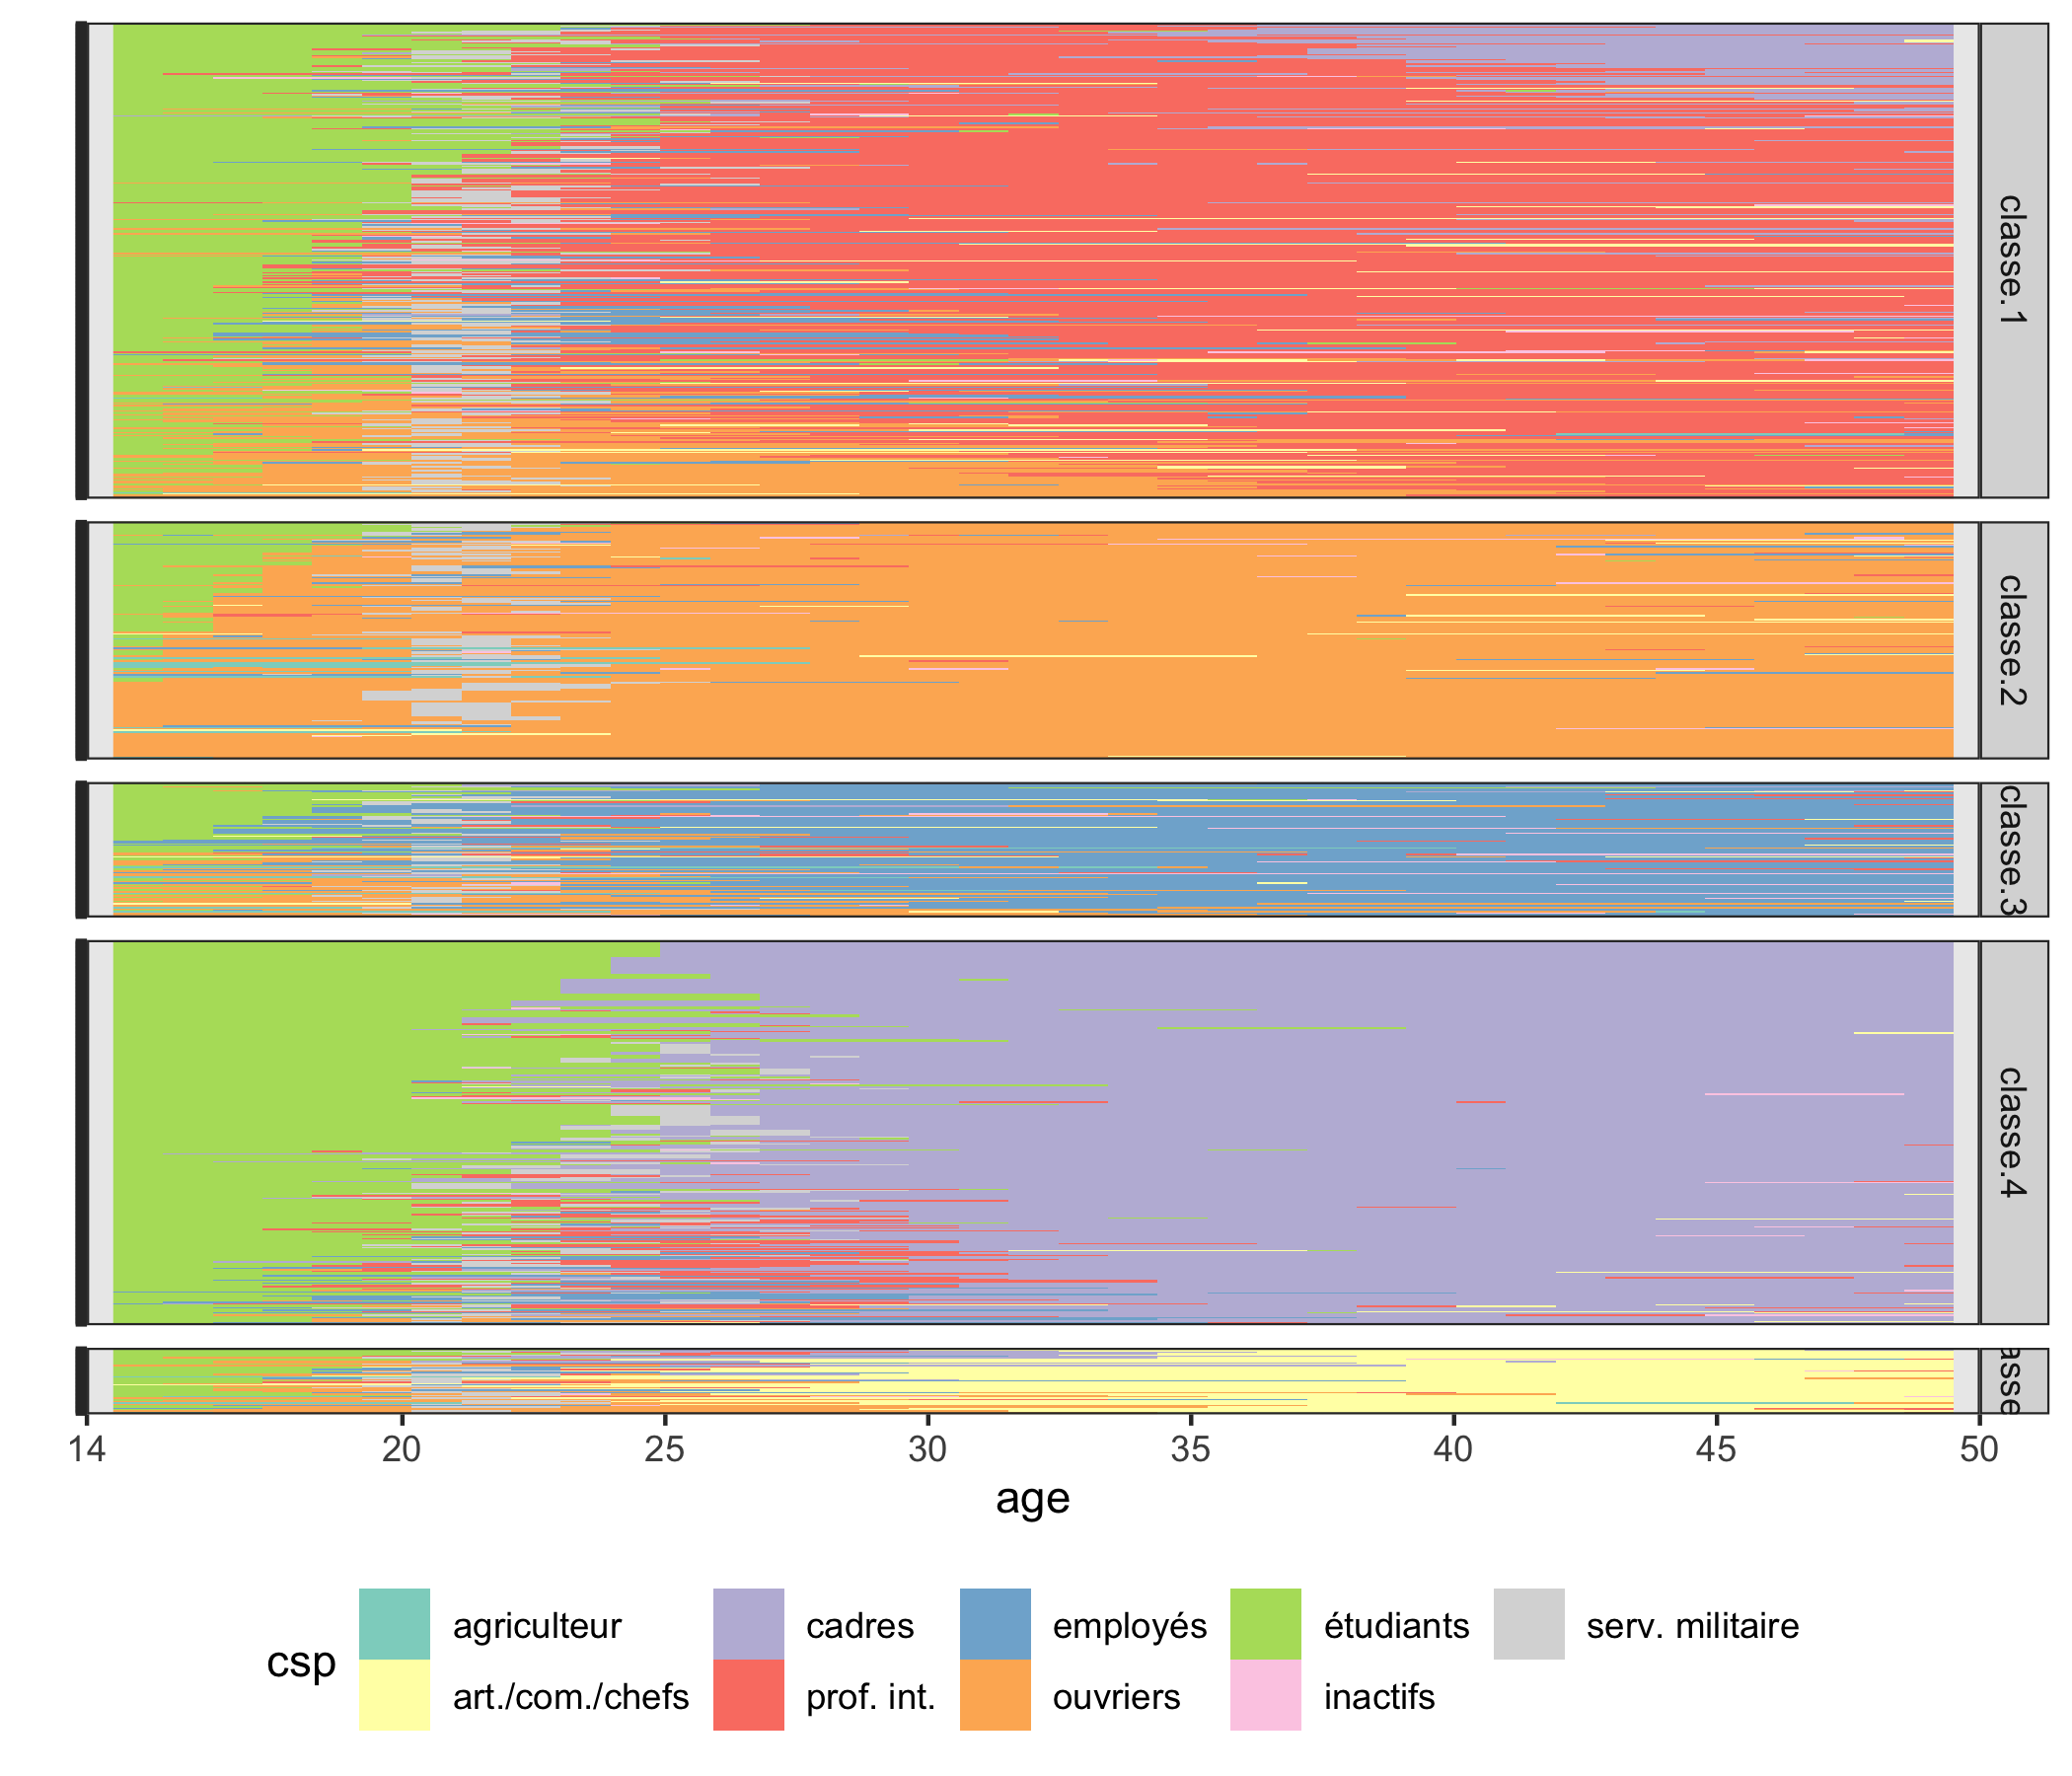 classe.1
classe.2
classe.3
classe.4
14 20 25 30 35 40 45 50
age
csp
agriculteur cadres employés étudiants serv. militaire
art./com./chefs prof. int. ouvriers inactifs